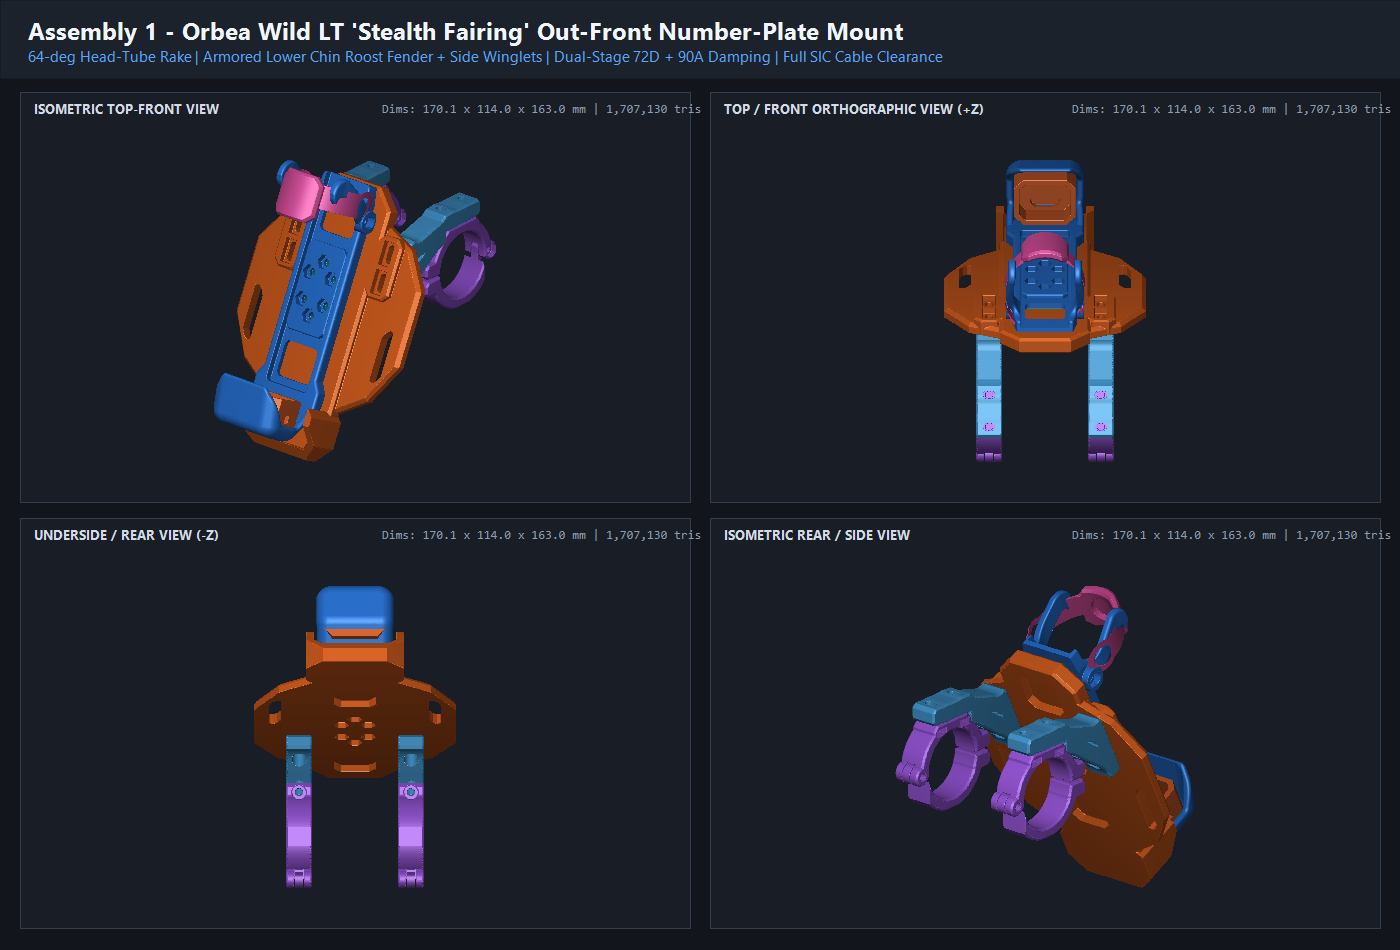 Assembly 1 - Orbea Wild LT 'Stealth Fairing' Out-Front Number-Plate Mount
64-deg Head-Tube Rake | Armored Lower Chin Roost Fender + Side Winglets | Dual-Stage 72D + 90A Damping | Full SIC Cable Clearance
ISOMETRIC TOP-FRONT VIEW
Dims: 170.1 x 114.0 x 163.0 mm | 1,707,130 tris
TOP / FRONT ORTHOGRAPHIC VIEW (+Z)
Dims: 170.1 x 114.0 x 163.0 mm | 1,707,130 tris
UNDERSIDE / REAR VIEW (-Z)
Dims: 170.1 x 114.0 x 163.0 mm | 1,707,130 tris
ISOMETRIC REAR / SIDE VIEW
Dims: 170.1 x 114.0 x 163.0 mm | 1,707,130 tris